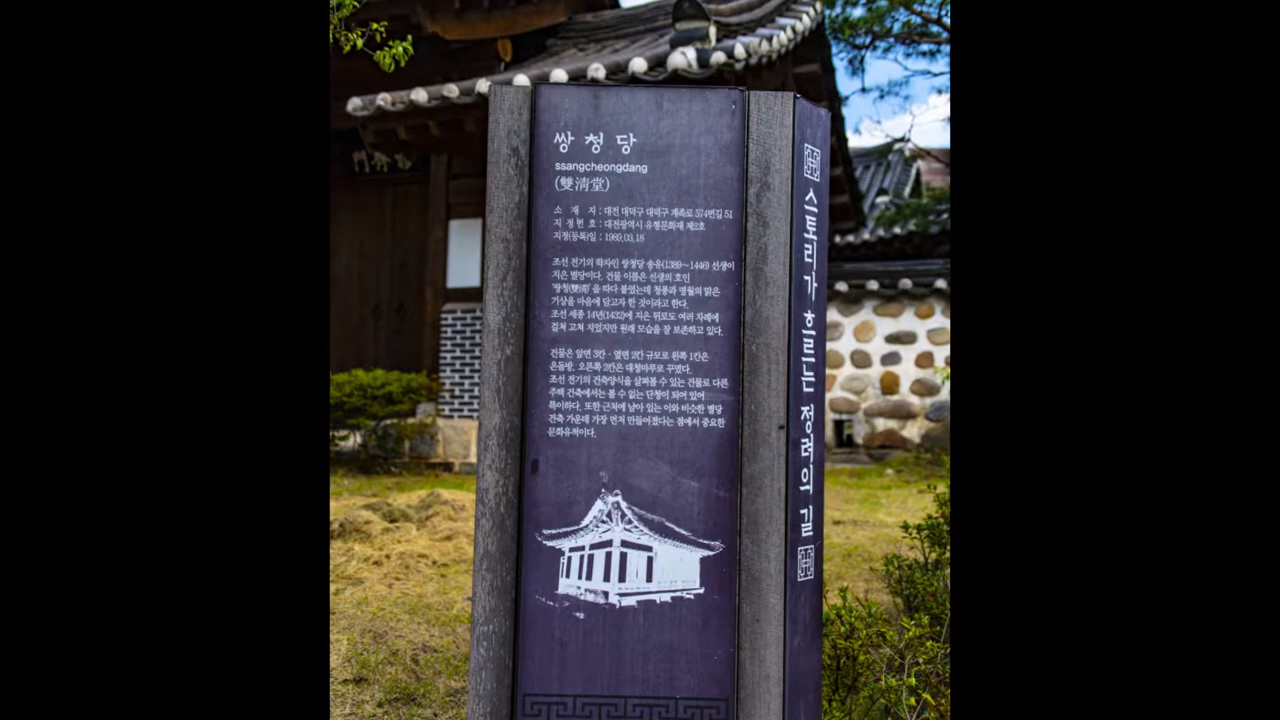 쌍청당
ssangcheongdang
(雙淸堂)
소 재 지 : 대전 대덕구 대덕구 계족로 574번길 51
지 정 번 호 : 대전광역시 유형문화재 제2호
지정(등록)일 : 1989.03.18
조선 전기의 학자인 쌍청당 송유(1389~1446) 선생이
지은 별당이다. 건물 이름은 선생의 호인
'쌍청(雙淸)' 을 따다 붙였는데 청풍과 명월의 맑은
기상을 마음에 담고자 한 것이라고 한다.
조선 세종 14년(1432)에 지은 뒤로도 여러 차례에
걸쳐 고쳐 지었지만 원래 모습을 잘 보존하고 있다.
건물은 앞면 3칸 · 옆면 2칸 규모로 왼쪽 1칸은
온돌방, 오른쪽 2칸은 대청마루로 꾸몄다.
조선 전기의 건축양식을 살펴볼 수 있는 건물로 다른
주택 건축에서는 볼 수 없는 단청이 되어 있어
특이하다. 또한 근처에 남아 있는 이와 비슷한 별당
건축 가운데 가장 먼저 만들어졌다는 점에서 중요한
문화유적이다.
스토리가 흐르는 정려의 길